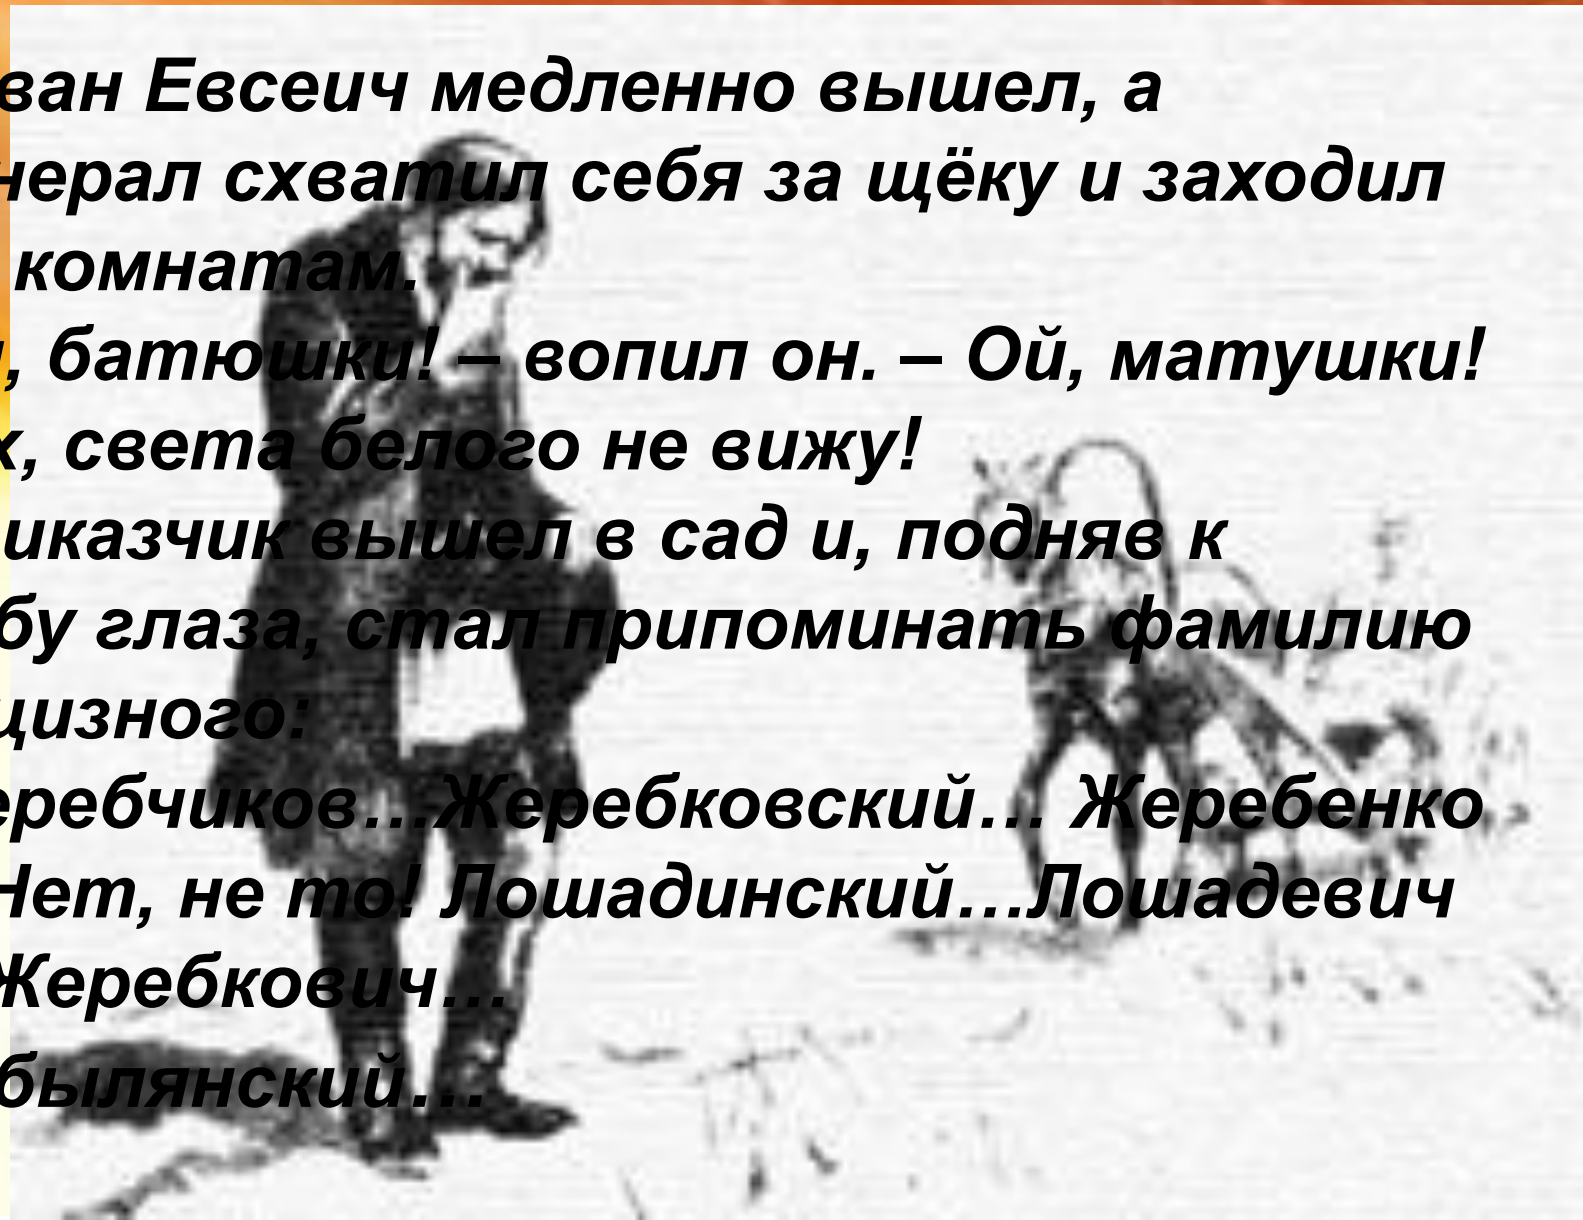 ван Евсеич медленно вышел, а
нерал схватил себя за щёку и заходил
комнатам.
, батюшки! – вопил он. – Ой, матушки!
х, света белого не вижу!
иказчик вышел в сад и, подняв к
бу глаза, стал припоминать фамилию
цизного:
еребчиков…Жеребковский… Жеребенко
Нет, не то! Лошадинский…Лошадевич
Жеребкович…
былянский…